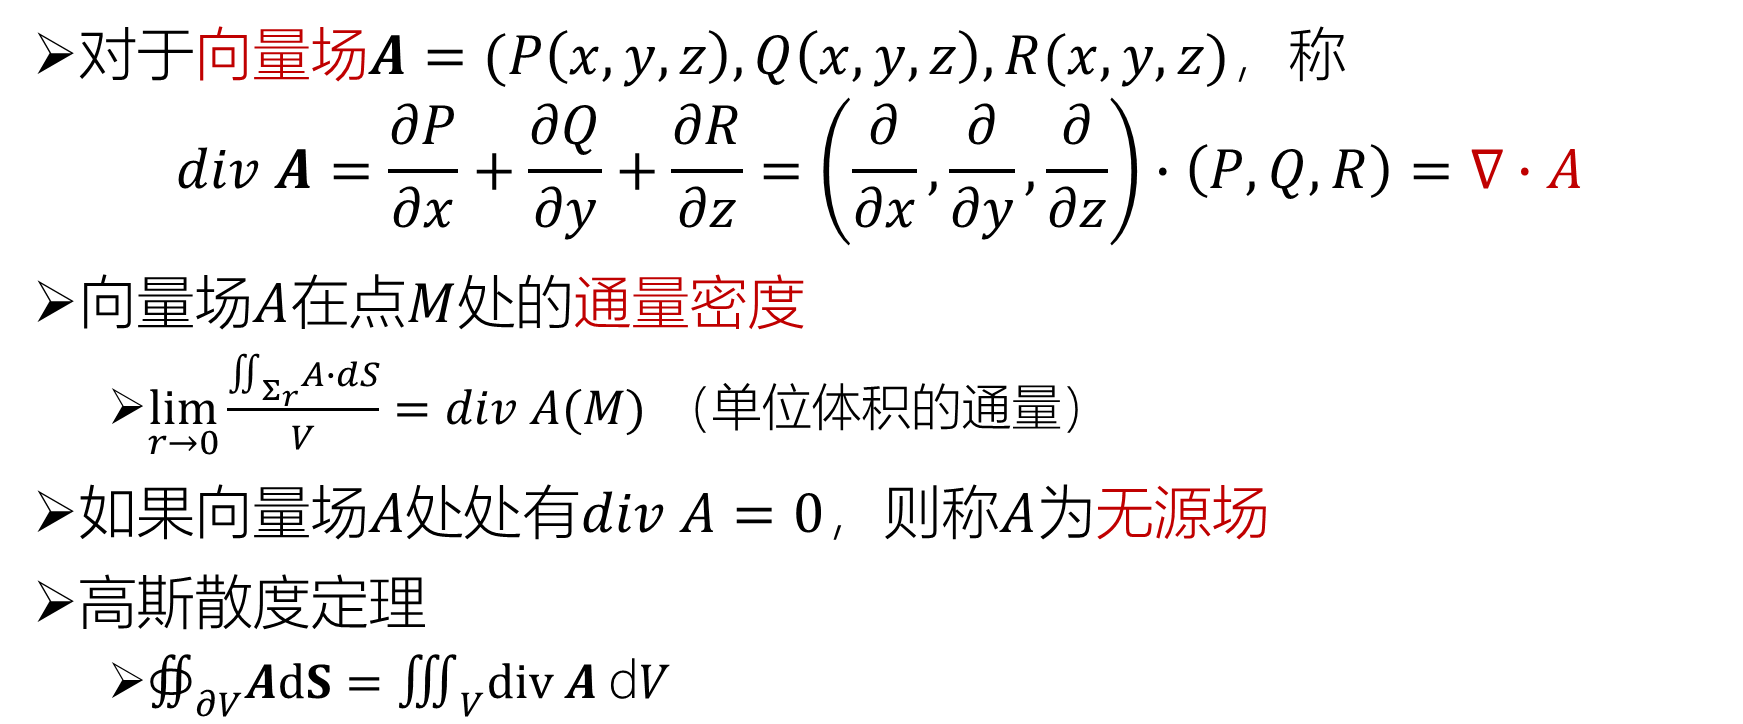 ➢对于向量场𝑨 = (P(x, y, z), Q(x, y, z), R(x, y, z)，称
div 𝑨 = ∂P/∂x + ∂Q/∂y + ∂R/∂z = (∂/∂x, ∂/∂y, ∂/∂z) · (P, Q, R) = ∇ · A
➢向量场A在点M处的通量密度
➢lim_{r→0} ∬_{Σr} A·dS / V = div A(M) （单位体积的通量）
➢如果向量场A处处有div A = 0，则称A为无源场
➢高斯散度定理
➢∯_{∂V} 𝑨d𝐒 = ∭_V div 𝑨 dV